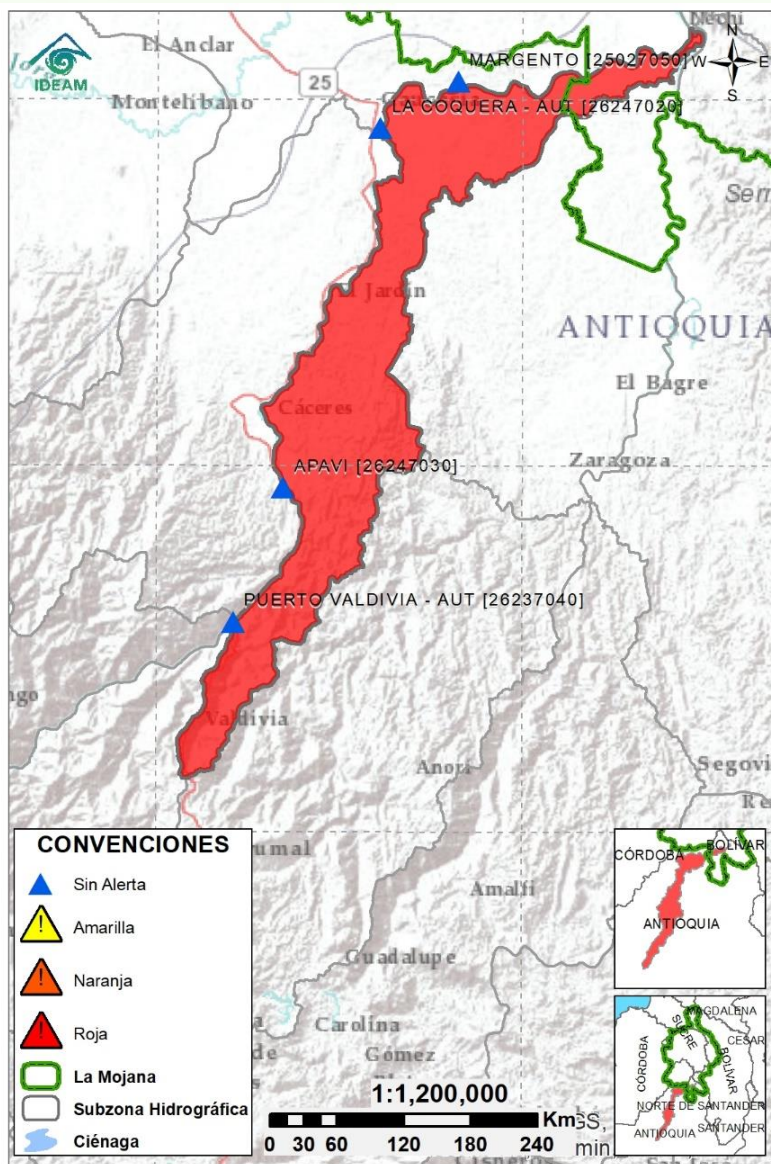 Nechí
El Anclar
N
MARGENTO [25027050]
W
E
IDEAM
25
S
Montelíbano
LA COQUERA - AUT [26247020]
El Jardín
ANTIOQUIA
El Bagre
Cáceres
Zaragoza
APAVI [26247030]
PUERTO VALDIVIA - AUT [26237040]
Valdivia
Anorí
CONVENCIONES
Sin Alerta
Amarilla
Naranja
Roja
La Mojana
Subzona Hidrográfica
Ciénaga
Amalfi
Guadalupe
Carolina
Gómez
1:1,200,000
0 30 60 120 180 240 Km
BOLÍVAR
CÓRDOBA
ANTIOQUIA
MAGDALENA
SUCRE
CESAR
CÓRDOBA
BOLÍVAR
NORTE DE SANTANDER
ANTIOQUIA
SANTANDER